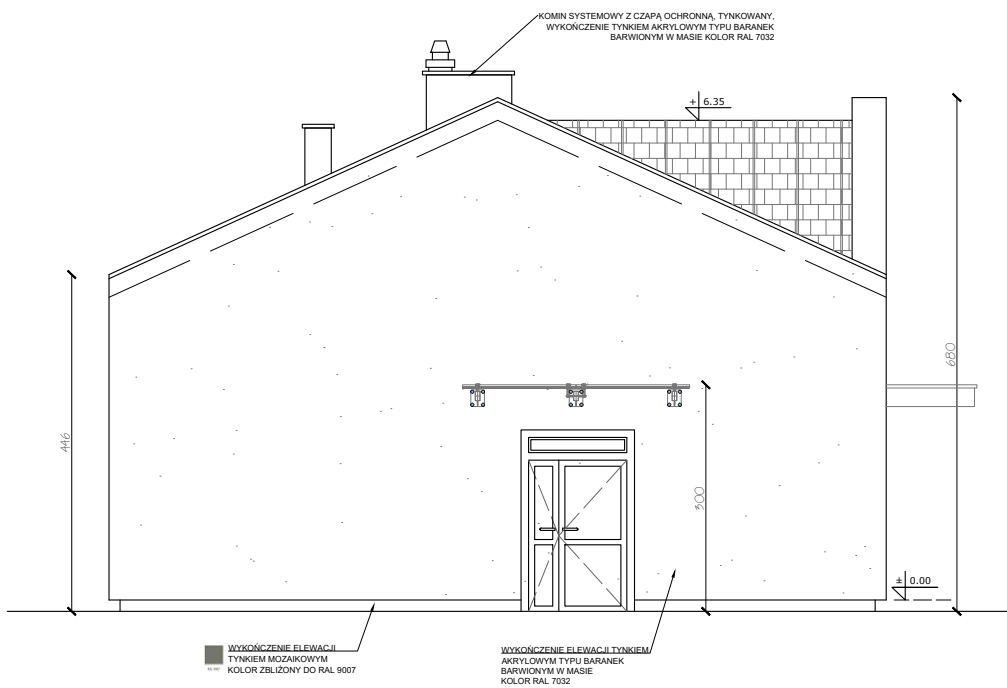 KOMIN SYSTEMOWY Z CZAPĄ OCHRONNĄ, TYNKOWANY,
WYKOŃCZENIE TYNKIEM AKRYLOWYM TYPU BARANEK
BARWIONYM W MASIE KOLOR RAL 7032
+ 6.35
680
446
300
± 0.00
WYKOŃCZENIE ELEWACJI
TYNKIEM MOZAIKOWYM
KOLOR ZBLIŻONY DO RAL 9007
WYKOŃCZENIE ELEWACJI TYNKIEM
AKRYLOWYM TYPU BARANEK
BARWIONYM W MASIE
KOLOR RAL 7032